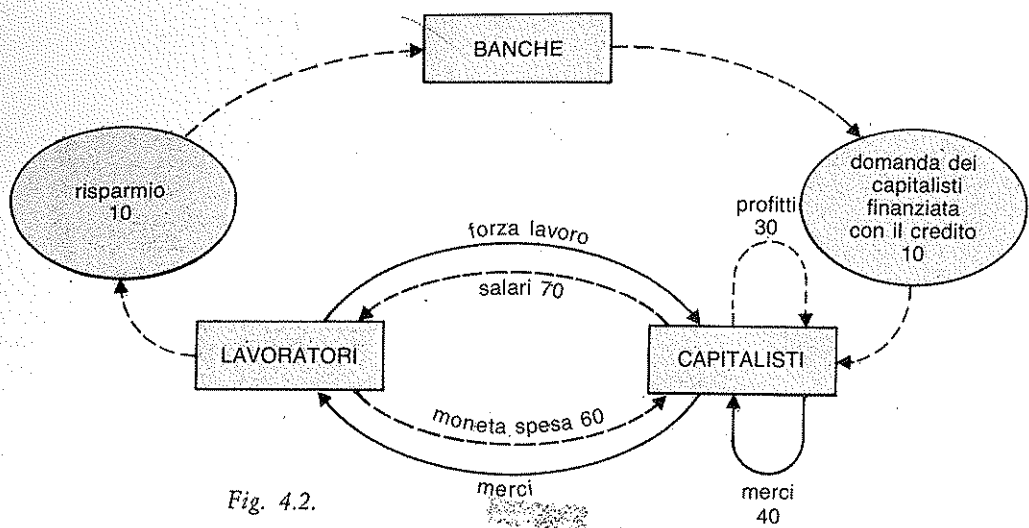 BANCHE
risparmio
10
domanda dei
capitalisti
finanziata
con il credito
10
profitti
30
forza lavoro
salari 70
LAVORATORI
CAPITALISTI
moneta spesa 60
merci
merci
40
Fig. 4.2.